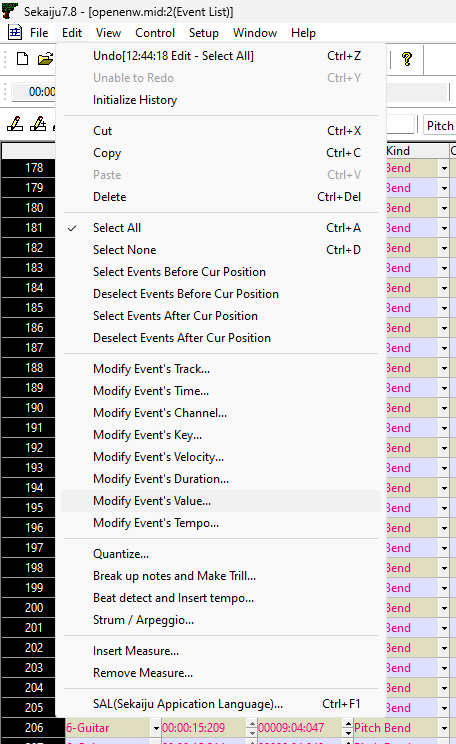 Sekaiju7.8 - [openenw.mid:2(Event List)]
File Edit View Control Setup Window Help
Undo[12:44:18 Edit - Select All] Ctrl+Z
Unable to Redo Ctrl+Y
Initialize History
00:00
Cut Ctrl+X
Pitch
Copy Ctrl+C
Kind
Paste Ctrl+V
178 Bend
Delete Ctrl+Del
179 Bend
180 Bend
181 Select All Ctrl+A Bend
182 Select None Ctrl+D Bend
183 Select Events Before Cur Position Bend
184 Deselect Events Before Cur Position Bend
185 Select Events After Cur Position Bend
186 Deselect Events After Cur Position Bend
187 Bend
188 Modify Event's Track... Bend
189 Modify Event's Time... Bend
190 Modify Event's Channel... Bend
191 Modify Event's Key... Bend
192 Modify Event's Velocity... Bend
193 Modify Event's Duration... Bend
194 Bend
195 Modify Event's Value... Bend
196 Modify Event's Tempo... Bend
197 Quantize... Bend
198 Break up notes and Make Trill... Bend
199 Bend
200 Beat detect and Insert tempo... Bend
201 Strum / Arpeggio... Bend
202 Insert Measure... Bend
203 Remove Measure... Bend
204 Bend
205 SAL(Sekaiju Appication Language)... Ctrl+F1 Bend
206 6-Guitar 00:00:15:209 00009:04:047 Pitch Bend